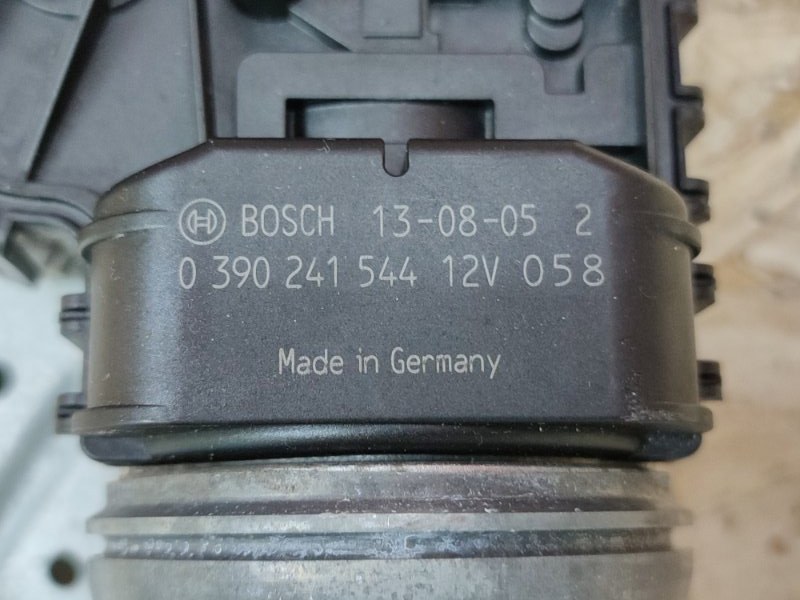 BOSCH 13-08-05 2
0 390 241 544 12V 058
Made in Germany